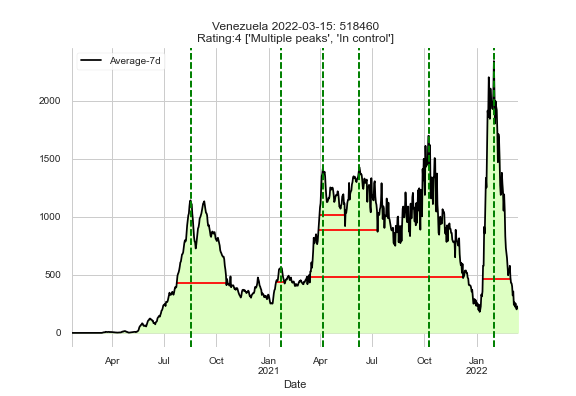 Venezuela 2022-03-15: 518460
Rating:4 ['Multiple peaks', 'In control']
Average-7d
2000
1500
1000
500
0
Apr Jul Oct Jan Apr Jul Oct Jan
2021 2022
Date